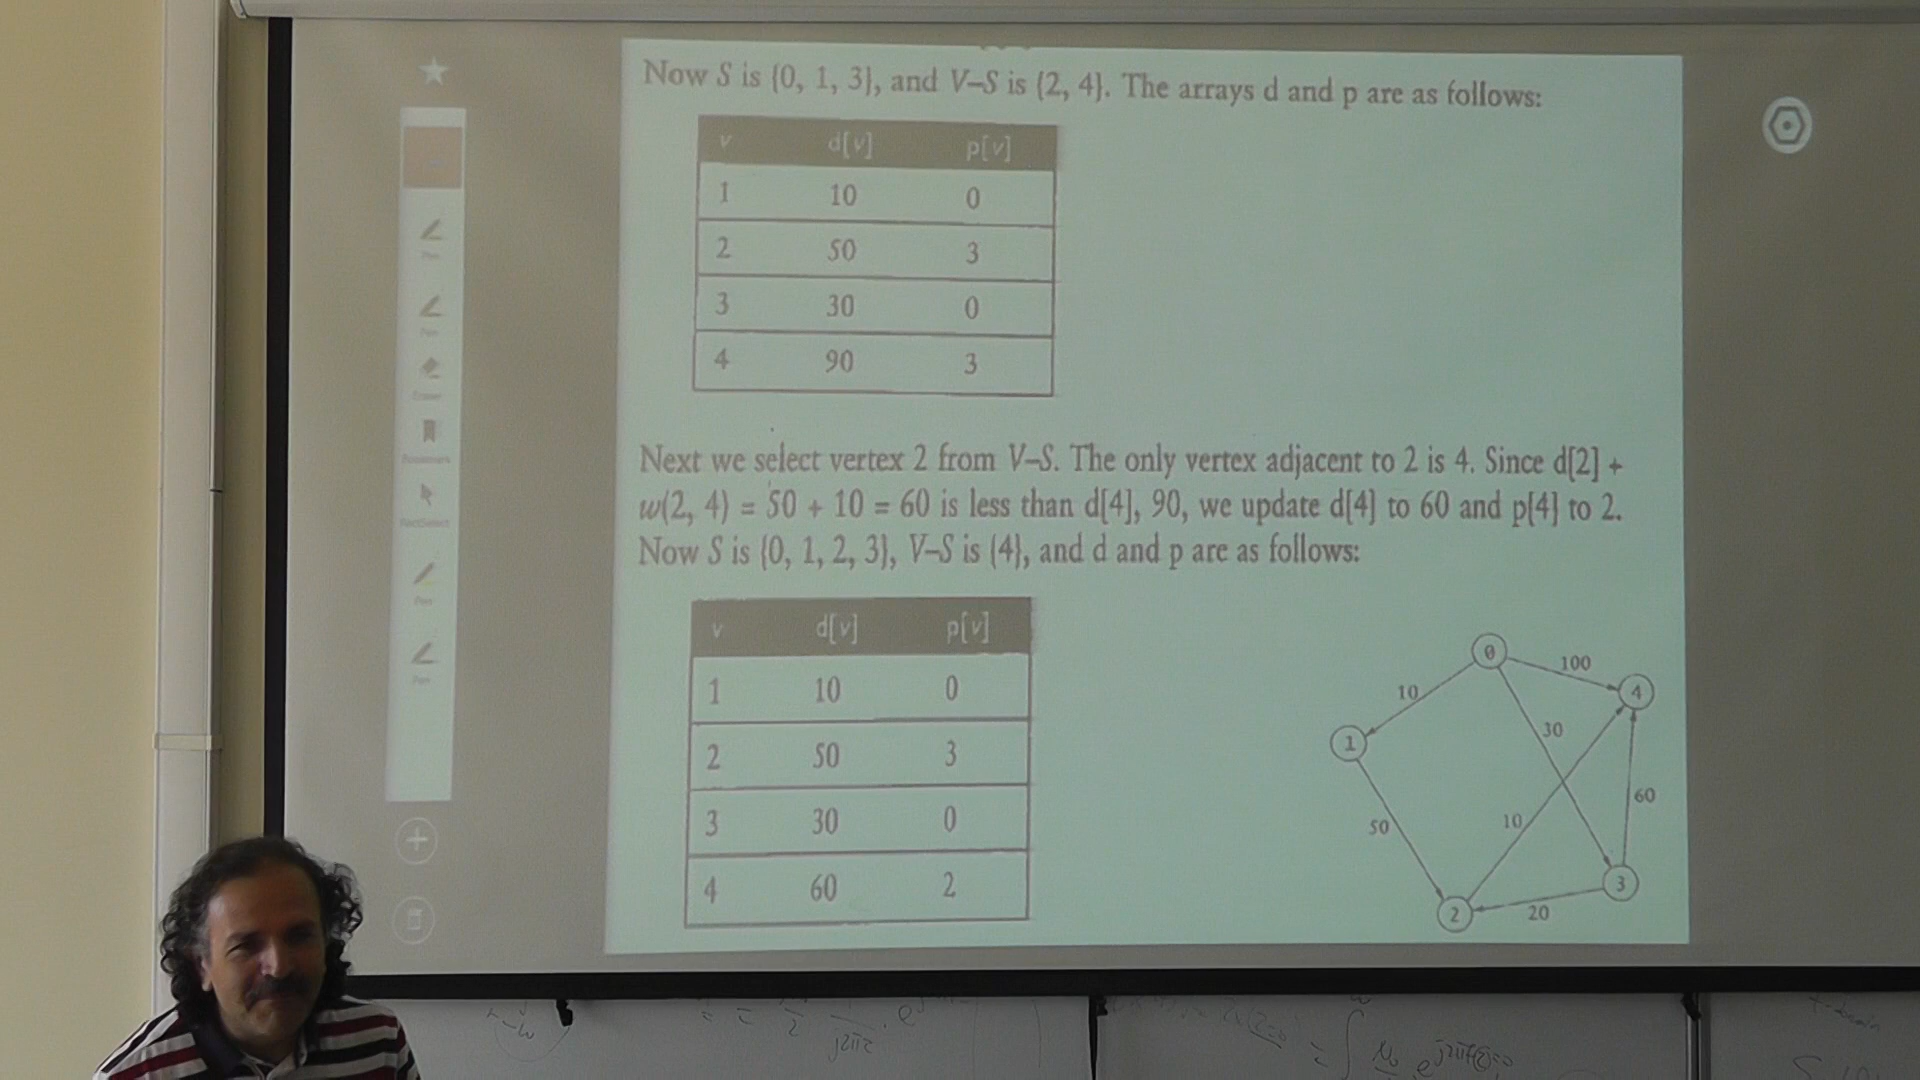 Now S is {0, 1, 3}, and V–S is {2, 4}. The arrays d and p are as follows:
v d[v] p[v]
1 10 0
2 50 3
3 30 0
4 90 3
Next we select vertex 2 from V–S. The only vertex adjacent to 2 is 4. Since d[2] +
w(2, 4) = 50 + 10 = 60 is less than d[4], 90, we update d[4] to 60 and p[4] to 2.
Now S is {0, 1, 2, 3}, V–S is {4}, and d and p are as follows:
v d[v] p[v]
1 10 0
2 50 3
3 30 0
4 60 2
0
100
4
10
30
1
60
50
10
3
2
20
Pen
Pen
Eraser
Pen
Pen